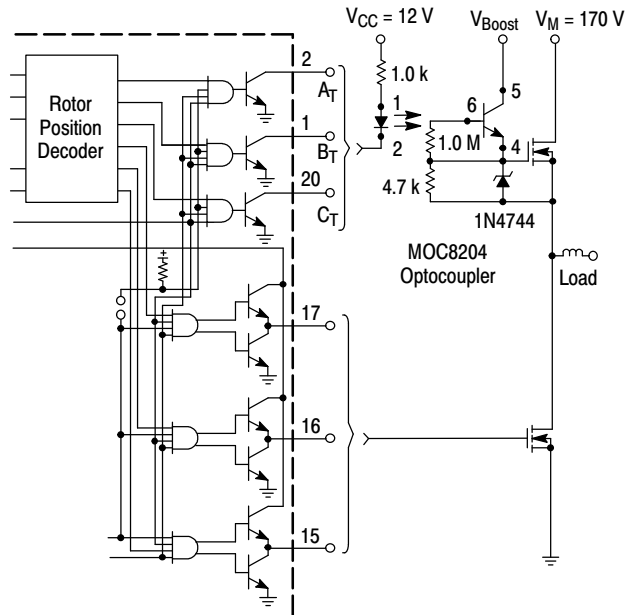 V_CC = 12 V
V_Boost
V_M = 170 V
1.0 k
1
2
6
5
1.0 M
4
4.7 k
1N4744
MOC8204
Optocoupler
Load
Rotor
Position
Decoder
2
A_T
1
B_T
20
C_T
+
17
16
15